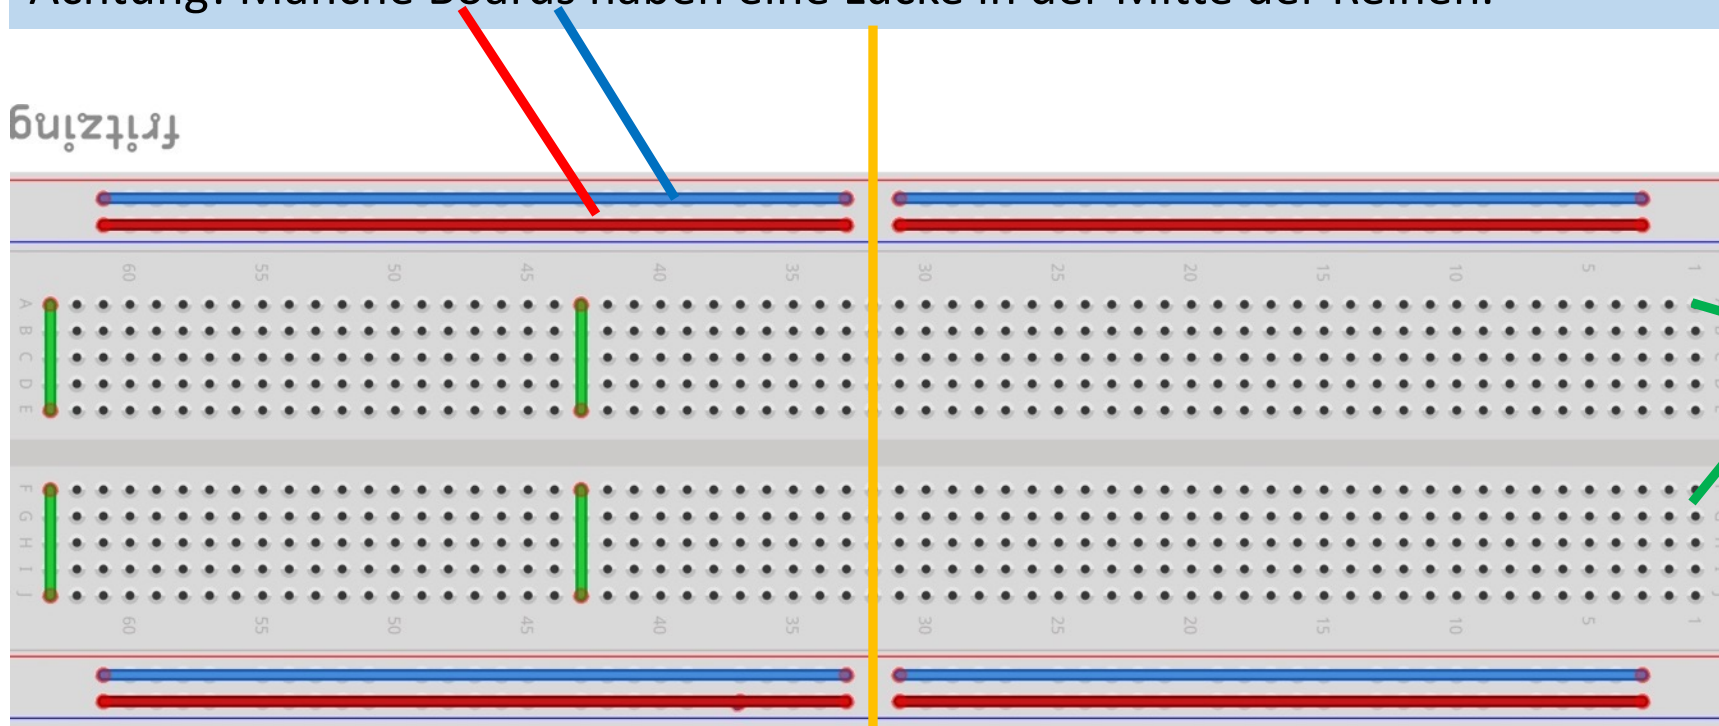 Achtung! Manche Boards haben eine Lücke in der Mitte der Reihen.
fritzing
60 55 50 45 40 35 30 25 20 15 10 5 1
A
B
C
D
E
F
G
H
I
J
60 55 50 45 40 35 30 25 20 15 10 5 1